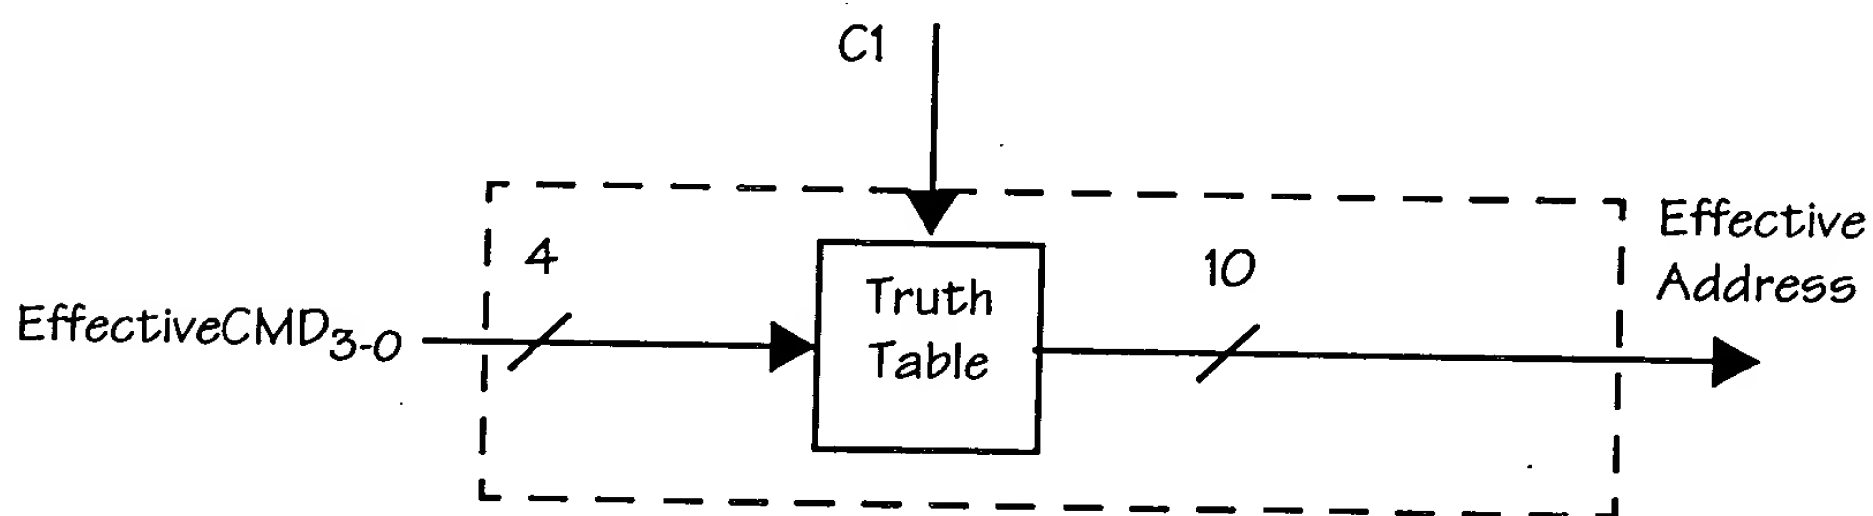 C1
Effective
Address
4
10
EffectiveCMD3-0
Truth
Table